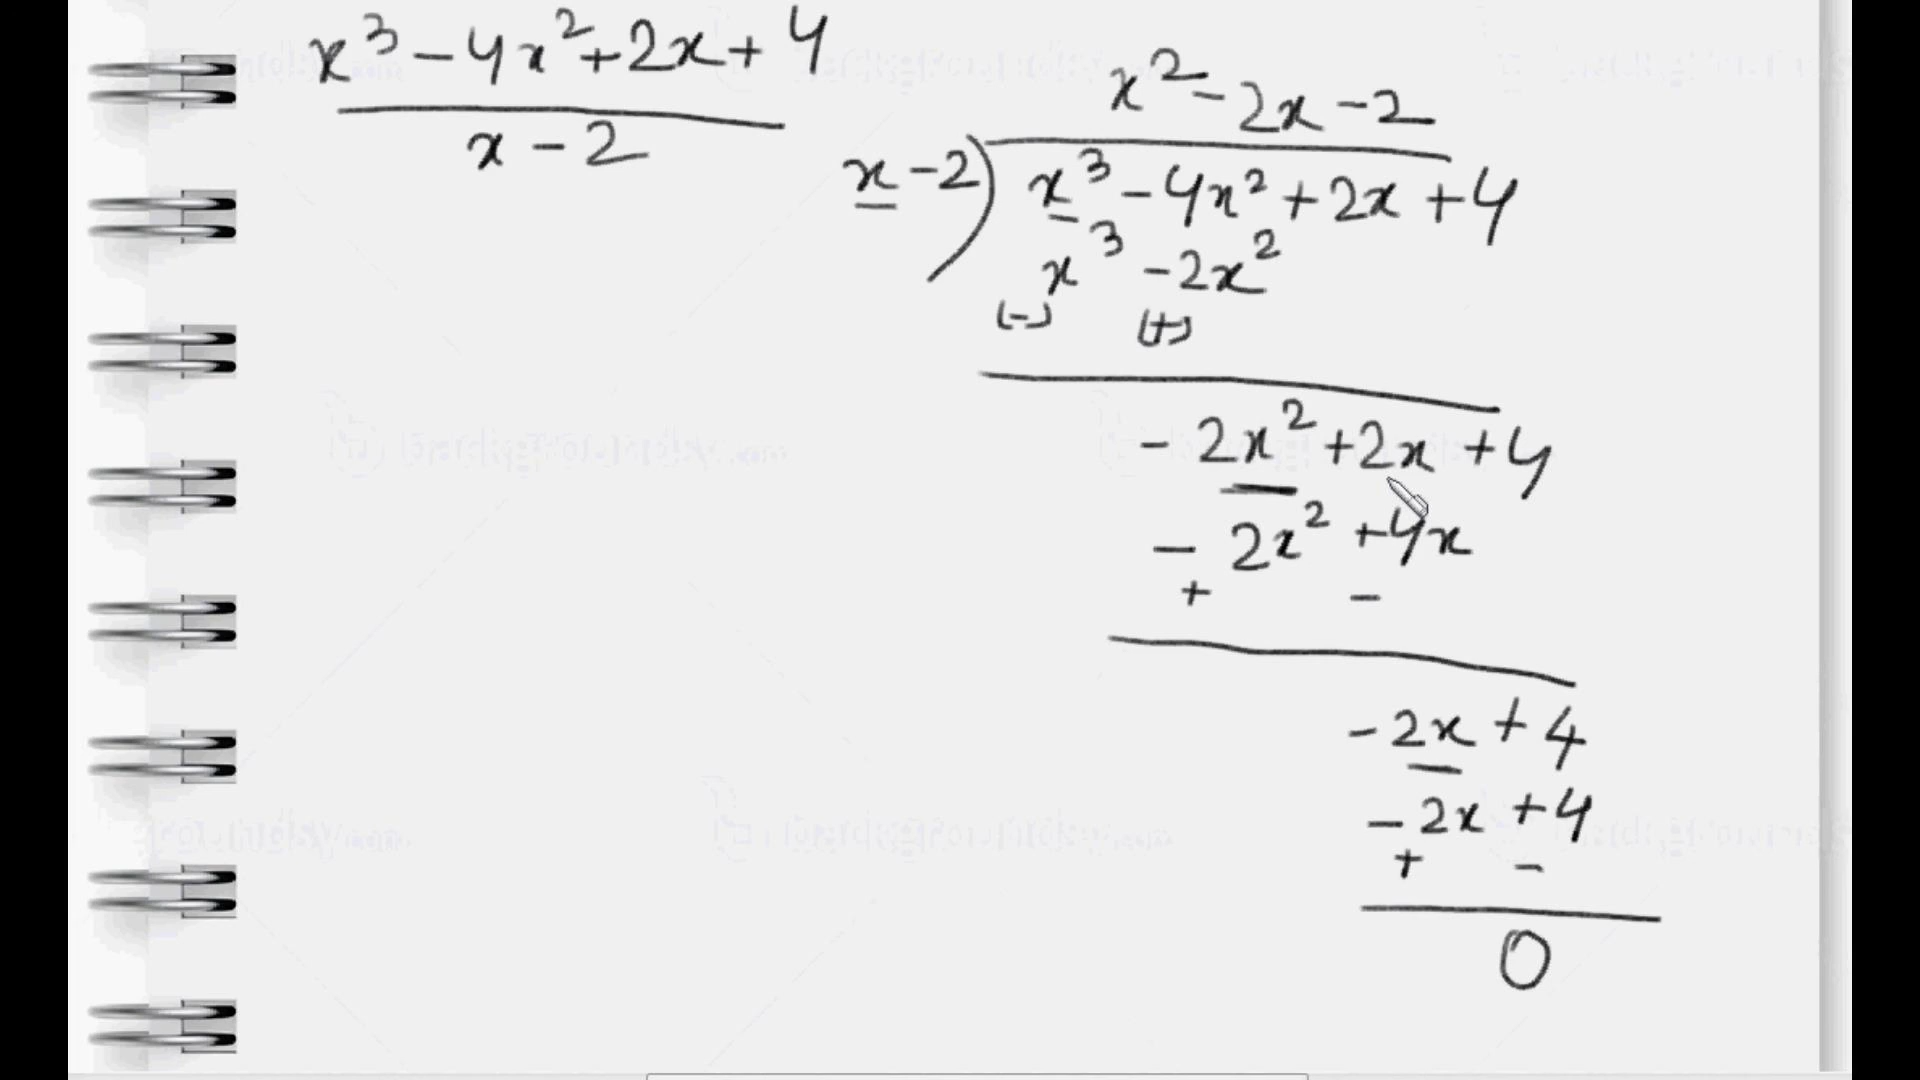 x³ - 4x² + 2x + 4
x - 2
x² - 2x - 2
x - 2) x³ - 4x² + 2x + 4
x³ - 2x²
(-) (+)
- 2x² + 2x + 4
- 2x² + 4x
+ -
- 2x + 4
- 2x + 4
+ -
0